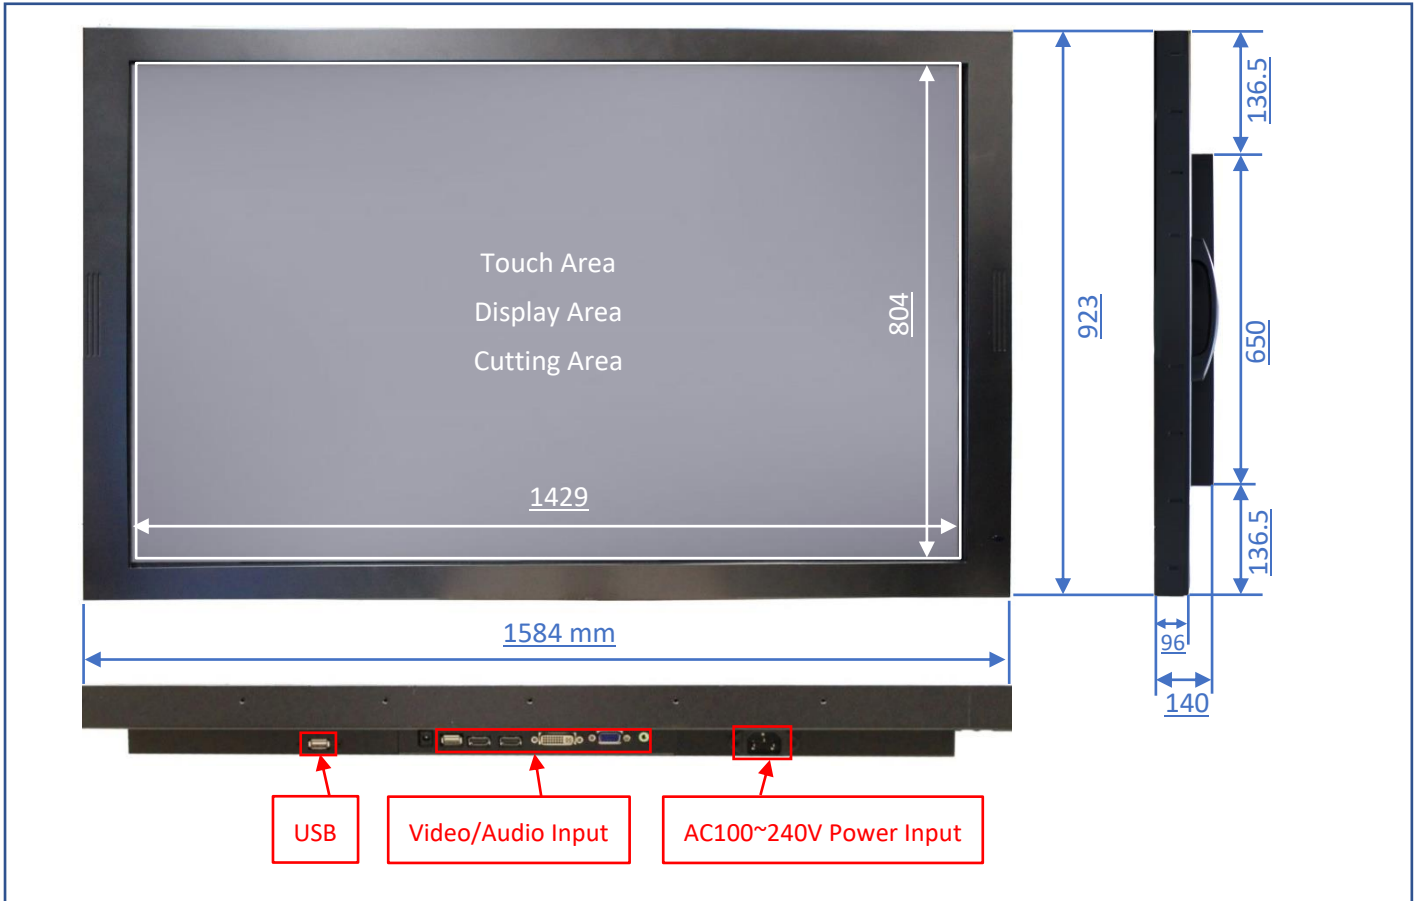 Touch Area
Display Area
Cutting Area
804
1429
923
136.5
650
136.5
96
140
1584 mm
USB
Video/Audio Input
AC100~240V Power Input